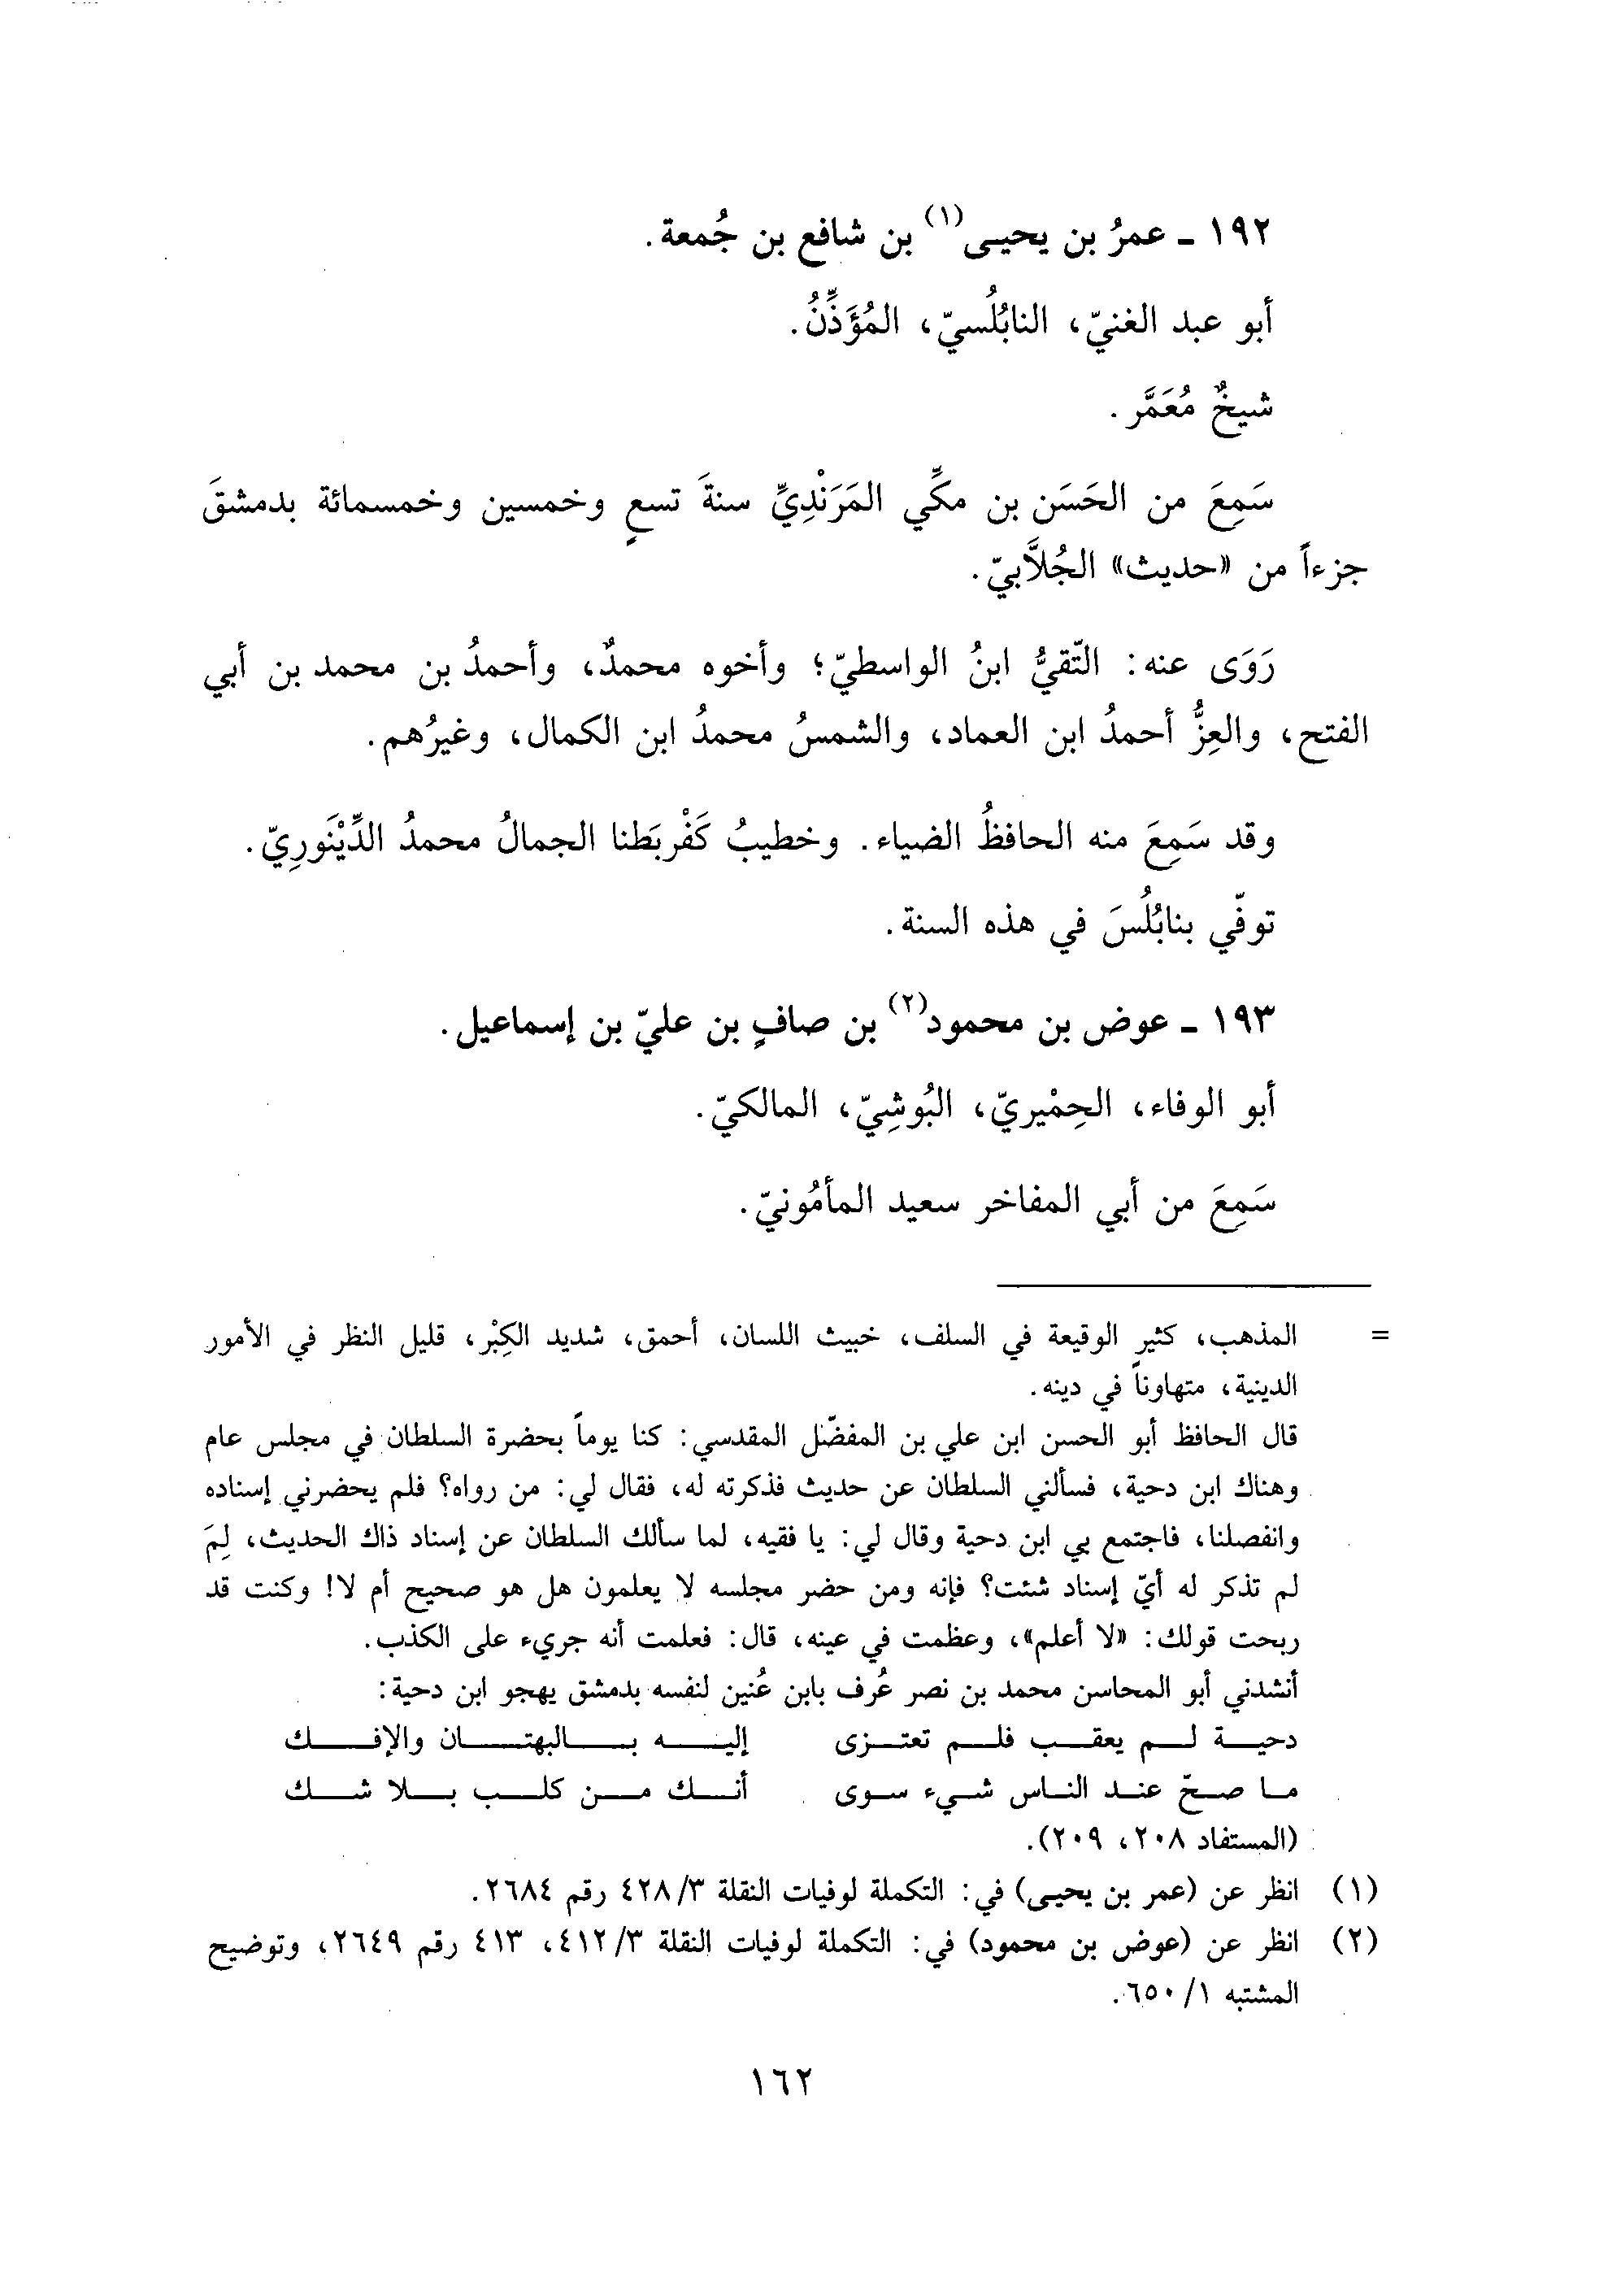 ١٩٢ ـ عمرُ بن يحيى(١) بن شافع بن جُمعة.
أبو عبد الغنيّ، النابُلُسيّ، المُؤَذِّنُ.
شيخٌ مُعَمَّر.
سَمِعَ من الحَسَن بن مكِّي المَرَنْدِيِّ سنةَ تسعٍ وخمسين وخمسمائة بدمشقَ
جزءاً من «حديث» الجُلاَّبيّ.
رَوَى عنه: التّقيُّ ابنُ الواسطيّ؛ وأخوه محمدٌ، وأحمدُ بن محمد بن أبي
الفتح، والعِزُّ أحمدُ ابن العماد، والشمسُ محمدُ ابن الكمال، وغيرُهم.
وقد سَمِعَ منه الحافظُ الضياء. وخطيبُ كَفْربَطنا الجمالُ محمدُ الدِّيْنَورِيّ.
توفّي بنابُلُسَ في هذه السنة.
١٩٣ ـ عوض بن محمود(٢) بن صافٍ بن عليّ بن إسماعيل.
أبو الوفاء، الحِمْيريّ، البُوشِيّ، المالكيّ.
سَمِعَ من أبي المفاخر سعيد المأمُونيّ.
= المذهب، كثير الوقيعة في السلف، خبيث اللسان، أحمق، شديد الكِبْر، قليل النظر في الأمور
الدينية، متهاوناً في دينه.
قال الحافظ أبو الحسن ابن علي بن المفضّل المقدسي: كنا يوماً بحضرة السلطان في مجلس عام
وهناك ابن دحية، فسألني السلطان عن حديث فذكرته له، فقال لي: من رواه؟ فلم يحضرني إسناده
وانفصلنا، فاجتمع بي ابن دحية وقال لي: يا فقيه، لما سألك السلطان عن إسناد ذاك الحديث، لِمَ
لم تذكر له أيّ إسناد شئت؟ فإنه ومن حضر مجلسه لا يعلمون هل هو صحيح أم لا! وكنت قد
ربحت قولك: «لا أعلم»، وعظمت في عينه، قال: فعلمت أنه جريء على الكذب.
أنشدني أبو المحاسن محمد بن نصر عُرف بابن عُنين لنفسه بدمشق يهجو ابن دحية:
دحية لم يعقب فلم تعتزى إليه بالبهتان والإفك
ما صحّ عند الناس شيء سوى أنك من كلب بلا شك
(المستفاد ٢٠٨، ٢٠٩).
(١) انظر عن (عمر بن يحيى) في: التكملة لوفيات النقلة ٣/ ٤٢٨ رقم ٢٦٨٤.
(٢) انظر عن (عوض بن محمود) في: التكملة لوفيات النقلة ٣/ ٤١٢، ٤١٣ رقم ٢٦٤٩، وتوضيح
المشتبه ١/ ٦٥٠.
١٦٢